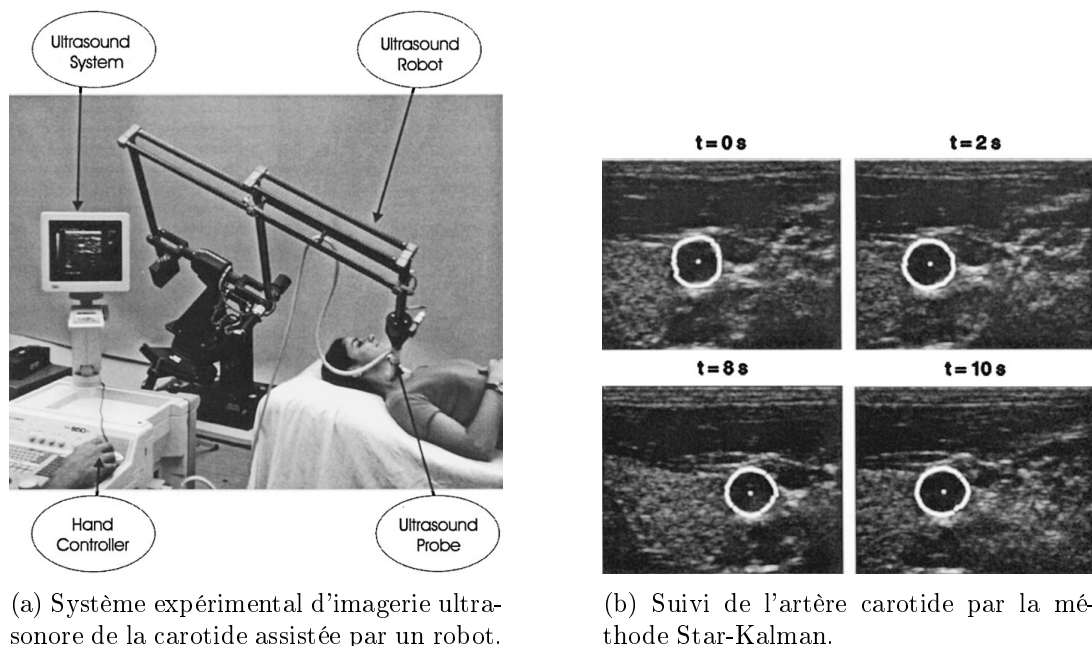 Ultrasound
System
Ultrasound
Robot
Hand
Controller
Ultrasound
Probe
(a) Système expérimental d'imagerie ultra-
sonore de la carotide assistée par un robot.
t=0s
t=2s
t=8s
t=10s
(b) Suivi de l'artère carotide par la mé-
thode Star-Kalman.